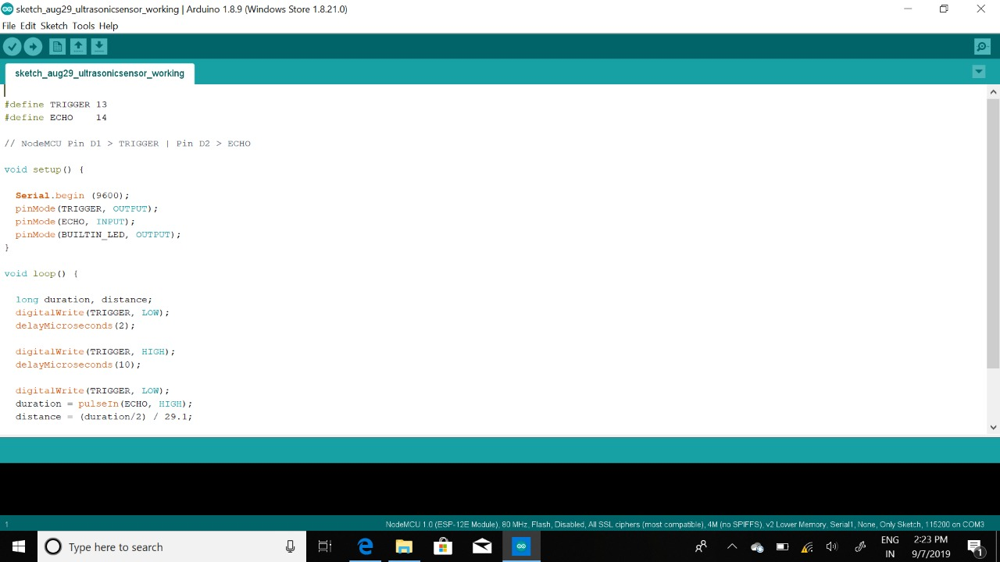 sketch_aug29_ultrasonicsensor_working | Arduino 1.8.9 (Windows Store 1.8.21.0)
File Edit Sketch Tools Help
sketch_aug29_ultrasonicsensor_working
#define TRIGGER 13
#define ECHO    14
// NodeMCU Pin D1 > TRIGGER | Pin D2 > ECHO
void setup() {
  Serial.begin (9600);
  pinMode(TRIGGER, OUTPUT);
  pinMode(ECHO, INPUT);
  pinMode(BUILTIN_LED, OUTPUT);
}
void loop() {
  long duration, distance;
  digitalWrite(TRIGGER, LOW);
  delayMicroseconds(2);
  digitalWrite(TRIGGER, HIGH);
  delayMicroseconds(10);
  digitalWrite(TRIGGER, LOW);
  duration = pulseIn(ECHO, HIGH);
  distance = (duration/2) / 29.1;
1
NodeMCU 1.0 (ESP-12E Module), 80 MHz, Flash, Disabled, All SSL ciphers (most compatible), 4M (no SPIFFS), v2 Lower Memory, Serial1, None, Only Sketch, 115200 on COM3
Type here to search
ENG
IN
2:23 PM
9/7/2019
1